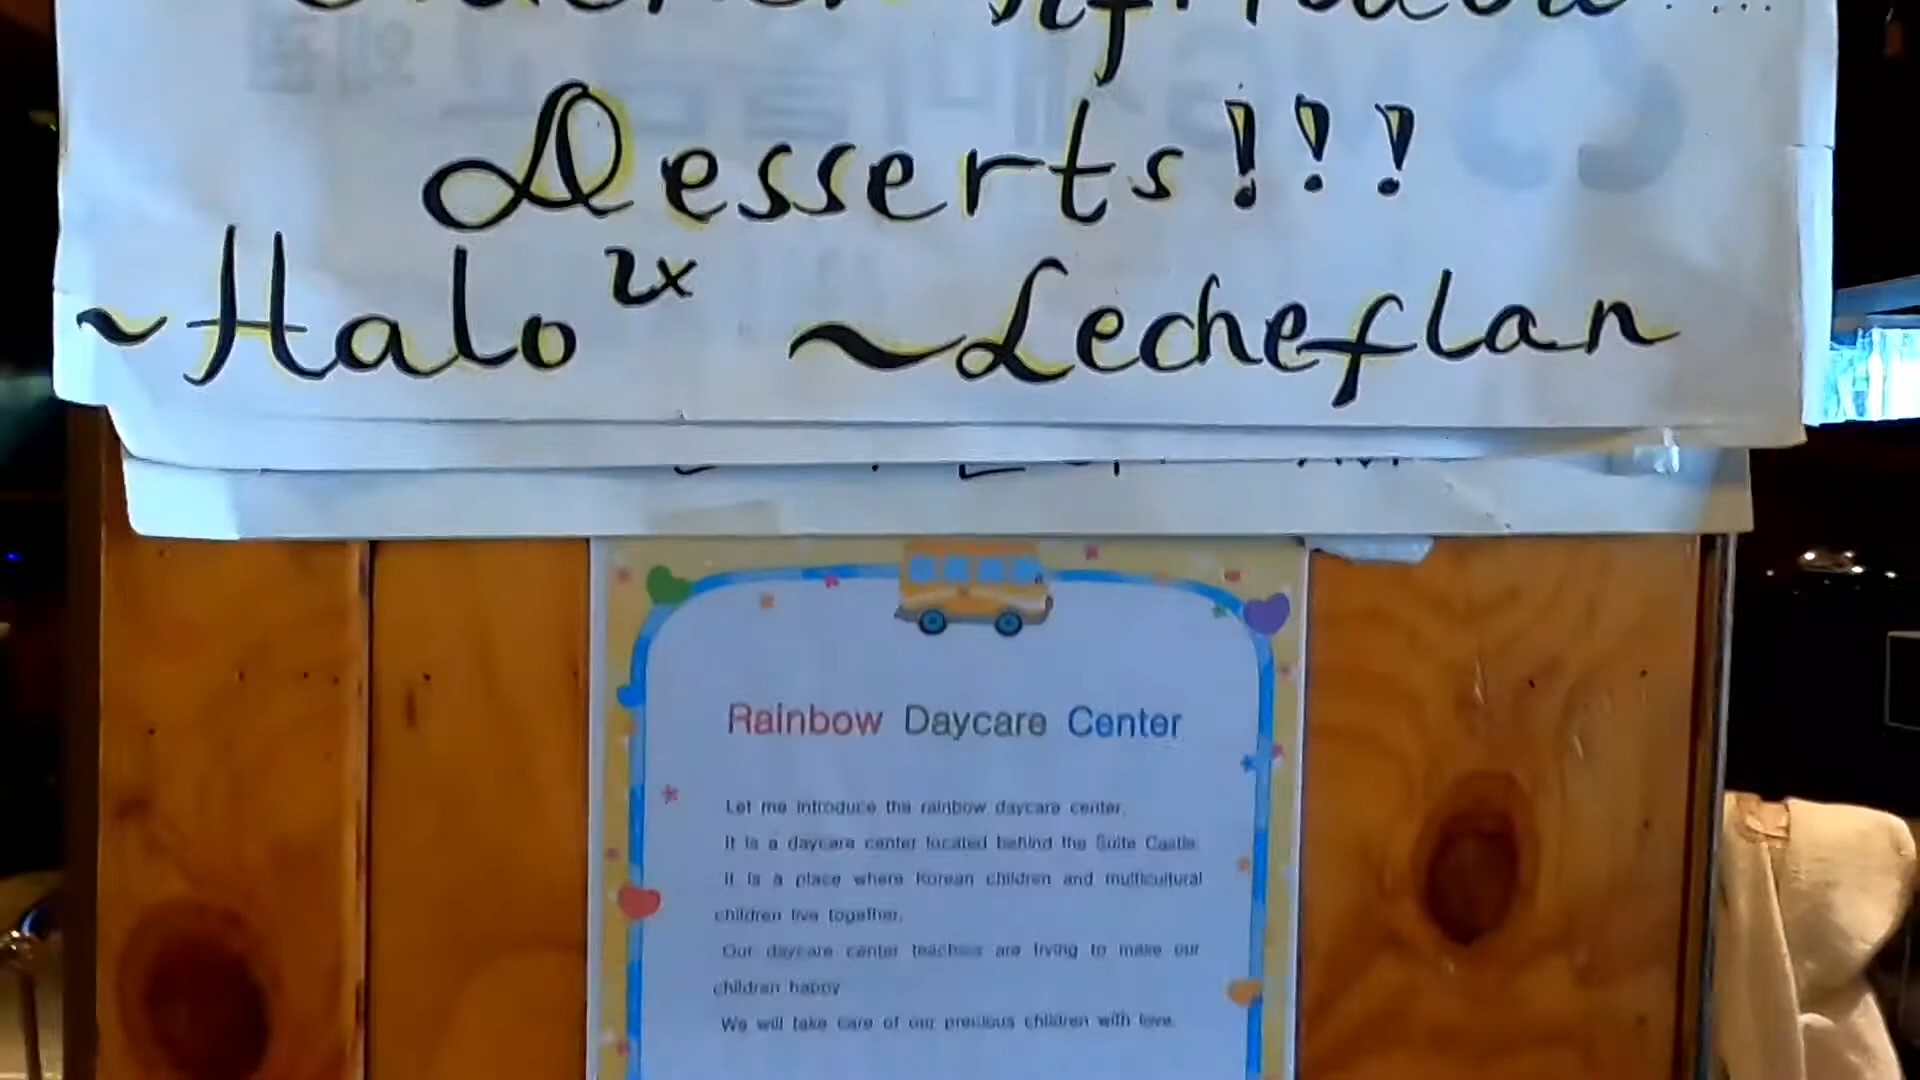 Desserts!!!
~Halo 2x ~Lecheflan
Rainbow Daycare Center
Let me introduce the rainbow daycare center.
It is a daycare center located behind the Suite Castle.
It is a place where Korean children and multicultural
children live together.
Our daycare center teachers are trying to make our
children happy
We will take care of our precious children with love.